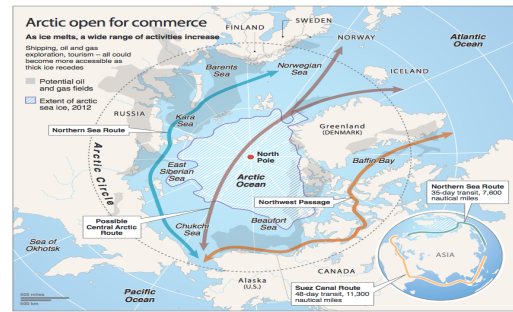 Arctic open for commerce
As ice melts, a wide range of activities increase
Shipping, oil and gas
exploration, tourism – all could
become more accessible as
thick ice recedes
Potential oil
and gas fields
Extent of arctic
sea ice, 2012
FINLAND
SWEDEN
NORWAY
Atlantic
Ocean
ICELAND
Barents
Sea
Norwegian
Sea
RUSSIA
Kara
Sea
Northern Sea Route
Greenland
(DENMARK)
North
Pole
Baffin Bay
Arctic Circle
East
Siberian
Sea
Arctic
Ocean
Northern Sea Route
35-day transit, 7,600
nautical miles
Northwest Passage
Possible
Central Arctic
Route
Chukchi
Sea
Beaufort
Sea
ASIA
Sea of
Okhotsk
CANADA
Suez Canal Route
48-day transit, 11,300
nautical miles
Alaska
(U.S.)
Pacific
Ocean
500 miles
500 km